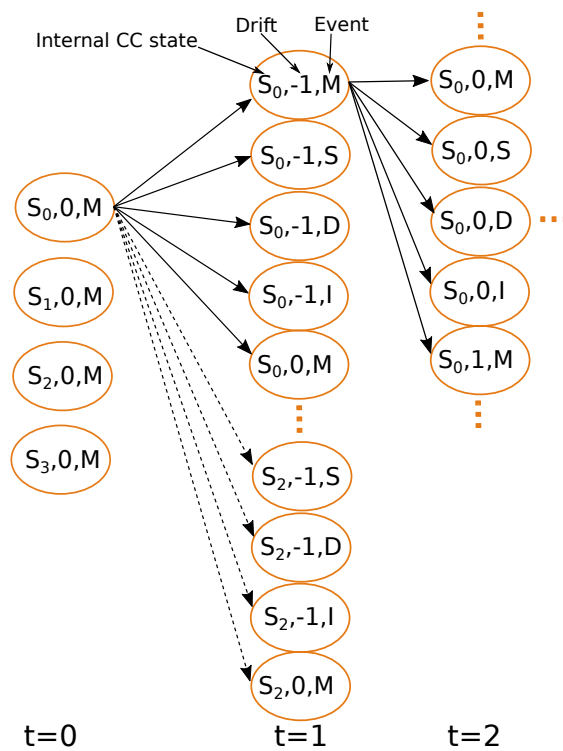 Drift
Event
Internal CC state
S₀,0,M
S₁,0,M
S₂,0,M
S₃,0,M
S₀,-1,M
S₀,-1,S
S₀,-1,D
S₀,-1,I
S₀,0,M
S₂,-1,S
S₂,-1,D
S₂,-1,I
S₂,0,M
S₀,0,M
S₀,0,S
S₀,0,D
S₀,0,I
S₀,1,M
t=0
t=1
t=2